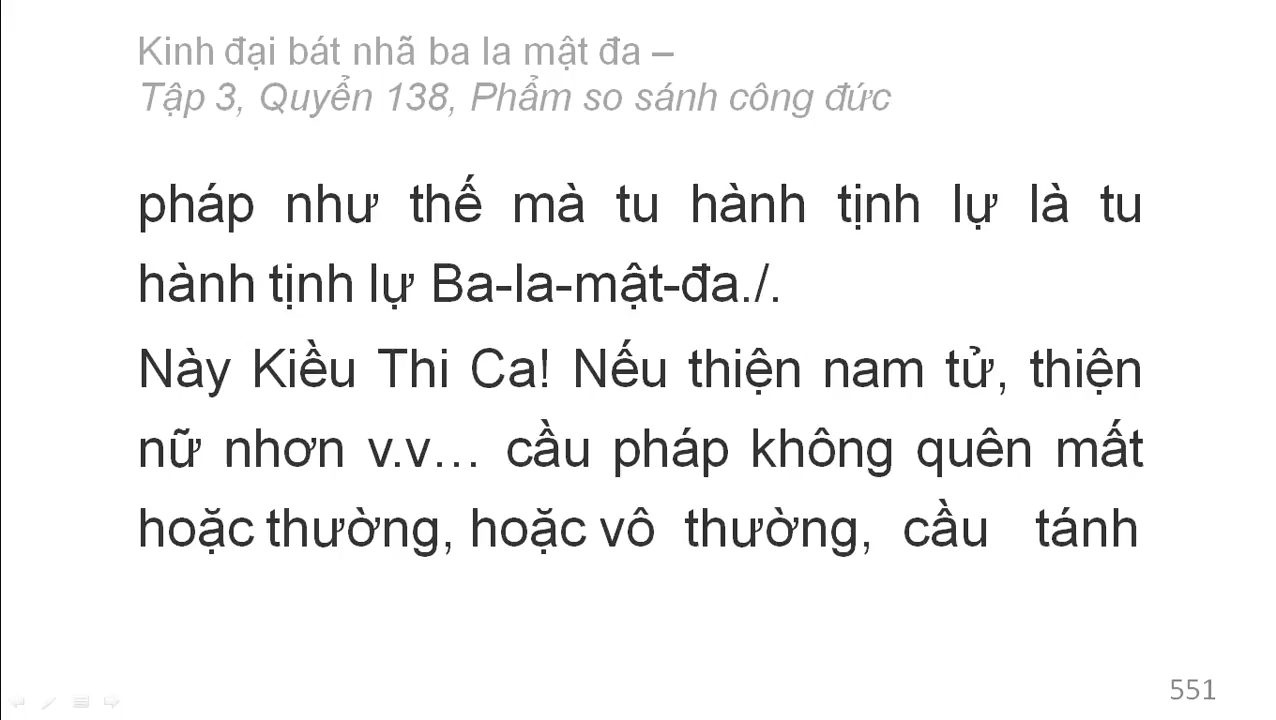 Kinh đại bát nhã ba la mật đa –
Tập 3, Quyển 138, Phẩm so sánh công đức
pháp như thế mà tu hành tịnh lự là tu
hành tịnh lự Ba-la-mật-đa./.
Này Kiều Thi Ca! Nếu thiện nam tử, thiện
nữ nhơn v.v… cầu pháp không quên mất
hoặc thường, hoặc vô thường, cầu tánh
551